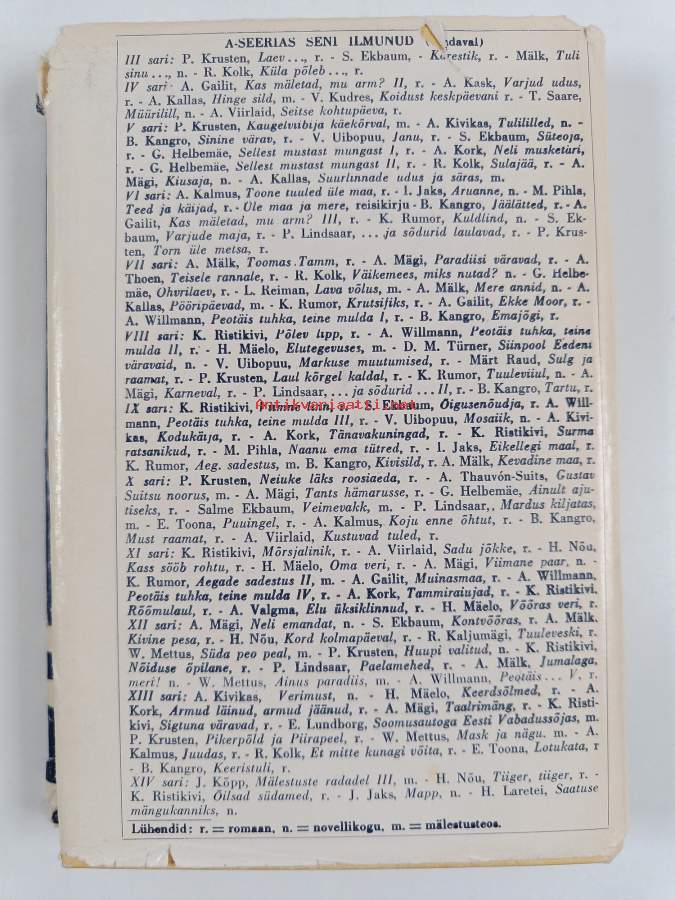 A-SEERIAS SENI ILMUNUD
III sari: P. Krusten, Laev..., r. - S. Ekbaum, - Karestik, r. - Mälk, Tuli
sinu..., n. - R. Kolk, Küla põleb..., r.
IV sari - A. Gailit, Kas mäletad, mu arm? II, r. - A. Kask, Varjud udus,
r. - A. Kallas, Hinge sild, m. - V. Kudres, Koidust keskpäevani r. - T. Saare,
Müürilill, n. - A. Viirlaid, Seitse kohtupäeva, r.
V sari: P. Krusten, Kaugelviibija käekõrval, m. - A. Kivikas, Tulililled, n. -
B. Kangro, Sinine värav, r. - V. Uibopuu, Janu, r. - S. Ekbaum, Süteoja,
r. - G. Helbemäe, Sellest mustast mungast I, r. - A. Kork, Neli musketäri,
r. - G. Helbemäe, Sellest mustast mungast II, r. - R. Kolk, Sulajää, r. - A.
Mägi, Kiusaja, n. - A. Kallas, Suurlinnade udus ja säras, m.
VI sari: A. Kalmus, Toone tuuled üle maa, r. - I. Jaks, Aruanne, n. - M. Pihla,
Teed ja käijad, r. - Üle maa ja mere, reisikirju - B. Kangro, Jäälätted, r. - A.
Gailit, Kas mäletad, mu arm? III, r. - K. Rumor, Kuldlind, n. - S. Ek-
baum, Varjude maja, r. - P. Lindsaar, ...ja sõdurid laulavad, r. - P. Krus-
ten, Torn üle metsa, r.
VII sari: A. Mälk, Toomas Tamm, r. - A. Mägi, Paradiisi väravad, r. - A.
Thoen, Teisele rannale, r. - R. Kolk, Väikemees, miks nutad? n. - G. Helbe-
mäe, Ohvrilaev, r. - L. Reiman, Lava võlus, m. - A. Mälk, Mere annid, n. - A.
Kallas, Pööripäevad, m. - K. Rumor, Krutsifiks, r. - A. Gailit, Ekke Moor, r. -
A. Willmann, Peotäis tuhka, teine mulda I, r. - B. Kangro, Emajõgi, r.
VIII sari: K. Ristikivi, Põlev lipp, r. - A. Willmann, Peotäis tuhka, teine
mulda II, r. - H. Mäelo, Elutegevuses, m. - D. M. Türner, Siinpool Eedeni
väravaid, n. - V. Uibopuu, Markuse muutumised, r. - Märt Raud, Sulg ja
raamat, r. - P. Krusten, Laul kõrgel kaldal, r. - K. Rumor, Tuuleviiul, n. - A.
Mägi, Karneval, r. - P. Lindsaar, ...ja sõdurid ...II, r. - B. Kangro, Tartu, r.
antikvariaat.net
IX sari: K. Ristikivi, Viimne linn, r. - S. Ekbaum, Õigusenõudja, r. A. Will-
mann, Peotäis tuhka, teine mulda III, r. - V. Uibopuu, Mosaiik, n. - A. Kivi-
kas, Kodukäija, r. - A. Kork, Tänavakuningad, r. - K. Ristikivi, Surma
ratsanikud, r. - M. Pihla, Naanu ema tütred, r. - I. Jaks, Eikellegi maal, r.
K. Rumor, Aeg. sadestus, m. B. Kangro, Kivisild, r. A. Mälk, Kevadine maa, r.
X sari: P. Krusten, Neiuke läks roosiaeda, r. - A. Thauvón-Suits, Gustav
Suitsu noorus, m. - A. Mägi, Tants hämarusse, r. - G. Helbemäe, Ainult aju-
tiseks, r. - Salme Ekbaum, Veimevakk, m. - P. Lindsaar,, Mardus kiljatas,
m. - E. Toona, Puuingel, r. - A. Kalmus, Koju enne õhtut, r. - B. Kangro,
Must raamat, r. - A. Viirlaid, Kustuvad tuled, r.
XI sari: K. Ristikivi, Mõrsjalinik, r. - A. Viirlaid, Sadu jõkke, r. - H. Nõu,
Kass sööb rohtu, r. - H. Mäelo, Oma veri, r. - A. Mägi, Viimane paar, n. -
K. Rumor, Aegade sadestus II, m. - A. Gailit, Muinasmaa, r. - A. Willmann,
Peotäis tuhka, teine mulda IV, r. - A. Kork, Tammiraiujad, r. - K. Ristikivi,
Rõõmulaul, r. - A. Valgma, Elu üksiklinnud, r. - H. Mäelo, Võõras veri, r.
XII sari: A. Mägi, Neli emandat, n. - S. Ekbaum, Kontvõõras, r. A. Mälk,
Kivine pesa, r. - H. Nõu, Kord kolmapäeval, r. - R. Kaljumägi, Tuuleveski, r.
W. Mettus, Süda peo peal, m. - P. Krusten, Huupi valitud, n. - K. Ristikivi,
Nõiduse õpilane, r. - P. Lindsaar, Paelamehed, r. - A. Mälk, Jumalaga,
meri! n. - W. Mettus, Ainus paradiis, m. - A. Willmann, Peotäis... V, r.
XIII sari: A. Kivikas, Verimust, n. - H. Mäelo, Keerdsõlmed, r. - A.
Kork, Armud läinud, armud jäänud, r. - A. Mägi, Taalrimäng, r. - K. Risti-
kivi, Sigtuna väravad, r. - E. Lundborg, Soomusautoga Eesti Vabadussõjas, m.
P. Krusten, Pikerpõld ja Piirapeel, r. - W. Mettus, Mask ja nägu. m. - A.
Kalmus, Juudas, r. - R. Kolk, Et mitte kunagi võita, r. - E. Toona, Lotukata, r
- B. Kangro, Keeristuli, r.
XIV sari: J. Kõpp, Mälestuste radadel III, m. - H. Nõu, Tiiger, tiiger, r. -
K. Ristikivi, Õilsad südamed, r. - J. Jaks, Mapp, n. - H. Laretei, Saatuse
mängukanniks, n.
Lühendid: r. = romaan, n. = novellikogu, m. = mälestusteos.